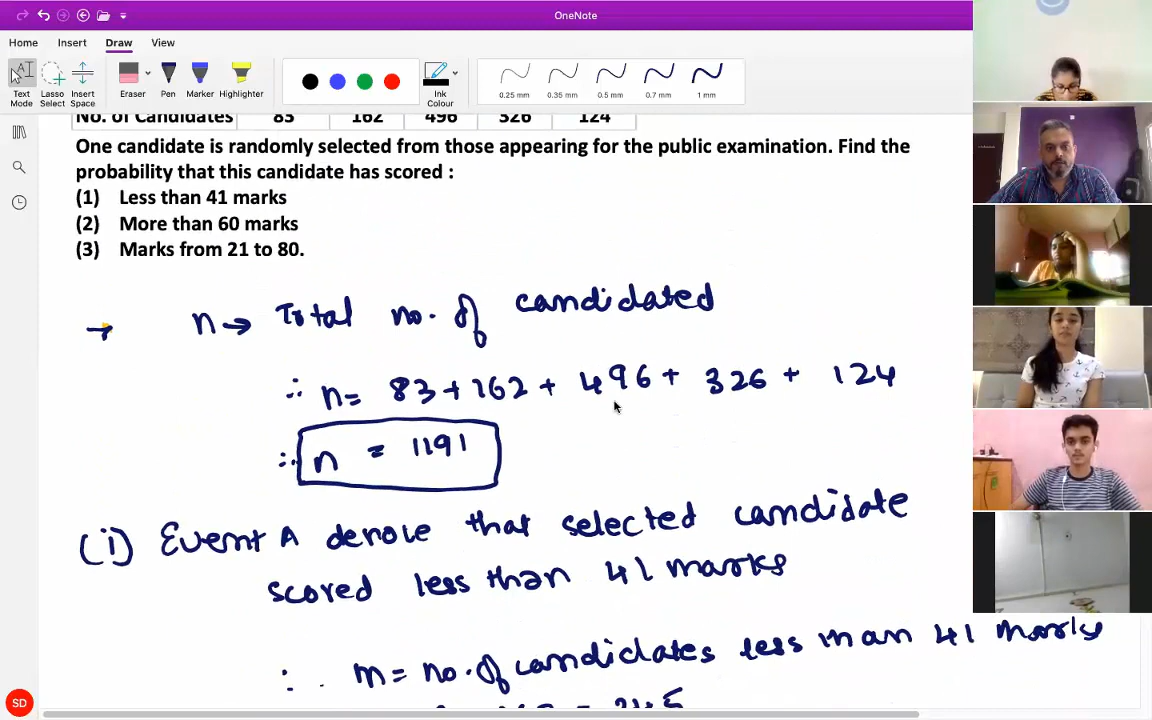 OneNote
Home Insert Draw View
Text Mode
Lasso Select
Insert Space
Eraser
Pen
Marker
Highlighter
Ink Colour
0.25 mm
0.35 mm
0.5 mm
0.7 mm
1 mm
No. of Candidates 83 162 496 326 124
One candidate is randomly selected from those appearing for the public examination. Find the
probability that this candidate has scored :
(1) Less than 41 marks
(2) More than 60 marks
(3) Marks from 21 to 80.
→ n → Total no. of candidated
∴ n= 83+162+ 496+ 326+ 124
∴ n = 1191
(i) Event A denote that selected candidate
scored less than 41 marks
∴ m= no. of candidates less than 41 marks
= 245
SD